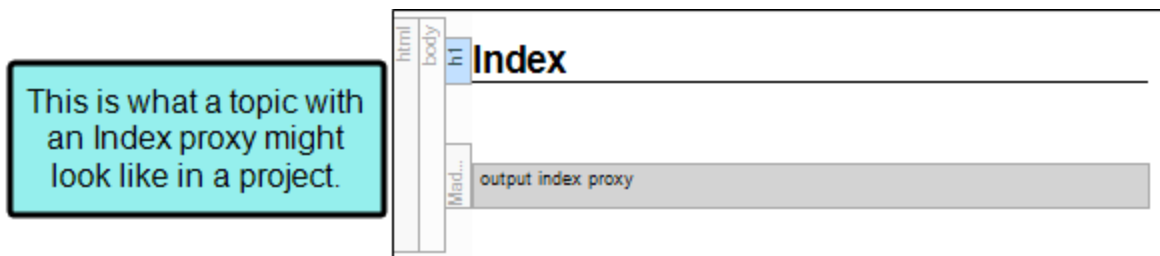 This is what a topic with
an Index proxy might
look like in a project.
html
body
h1
Index
Mad...
output index proxy